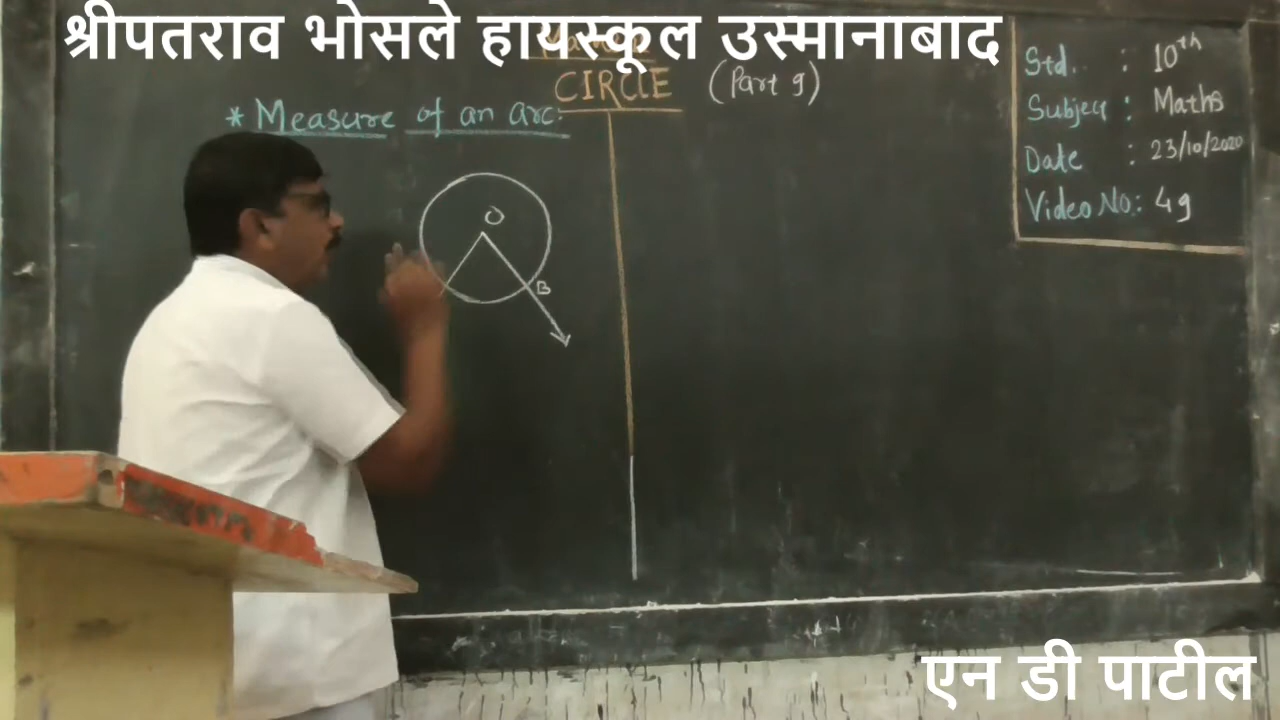 श्रीपतराव भोसले हायस्कूल उस्मानाबाद
CIRCLE (Part 9)
* Measure of an arc:
O
B
Std. : 10th
Subject : Maths
Date : 23/10/2020
Video No: 49
एन डी पाटील